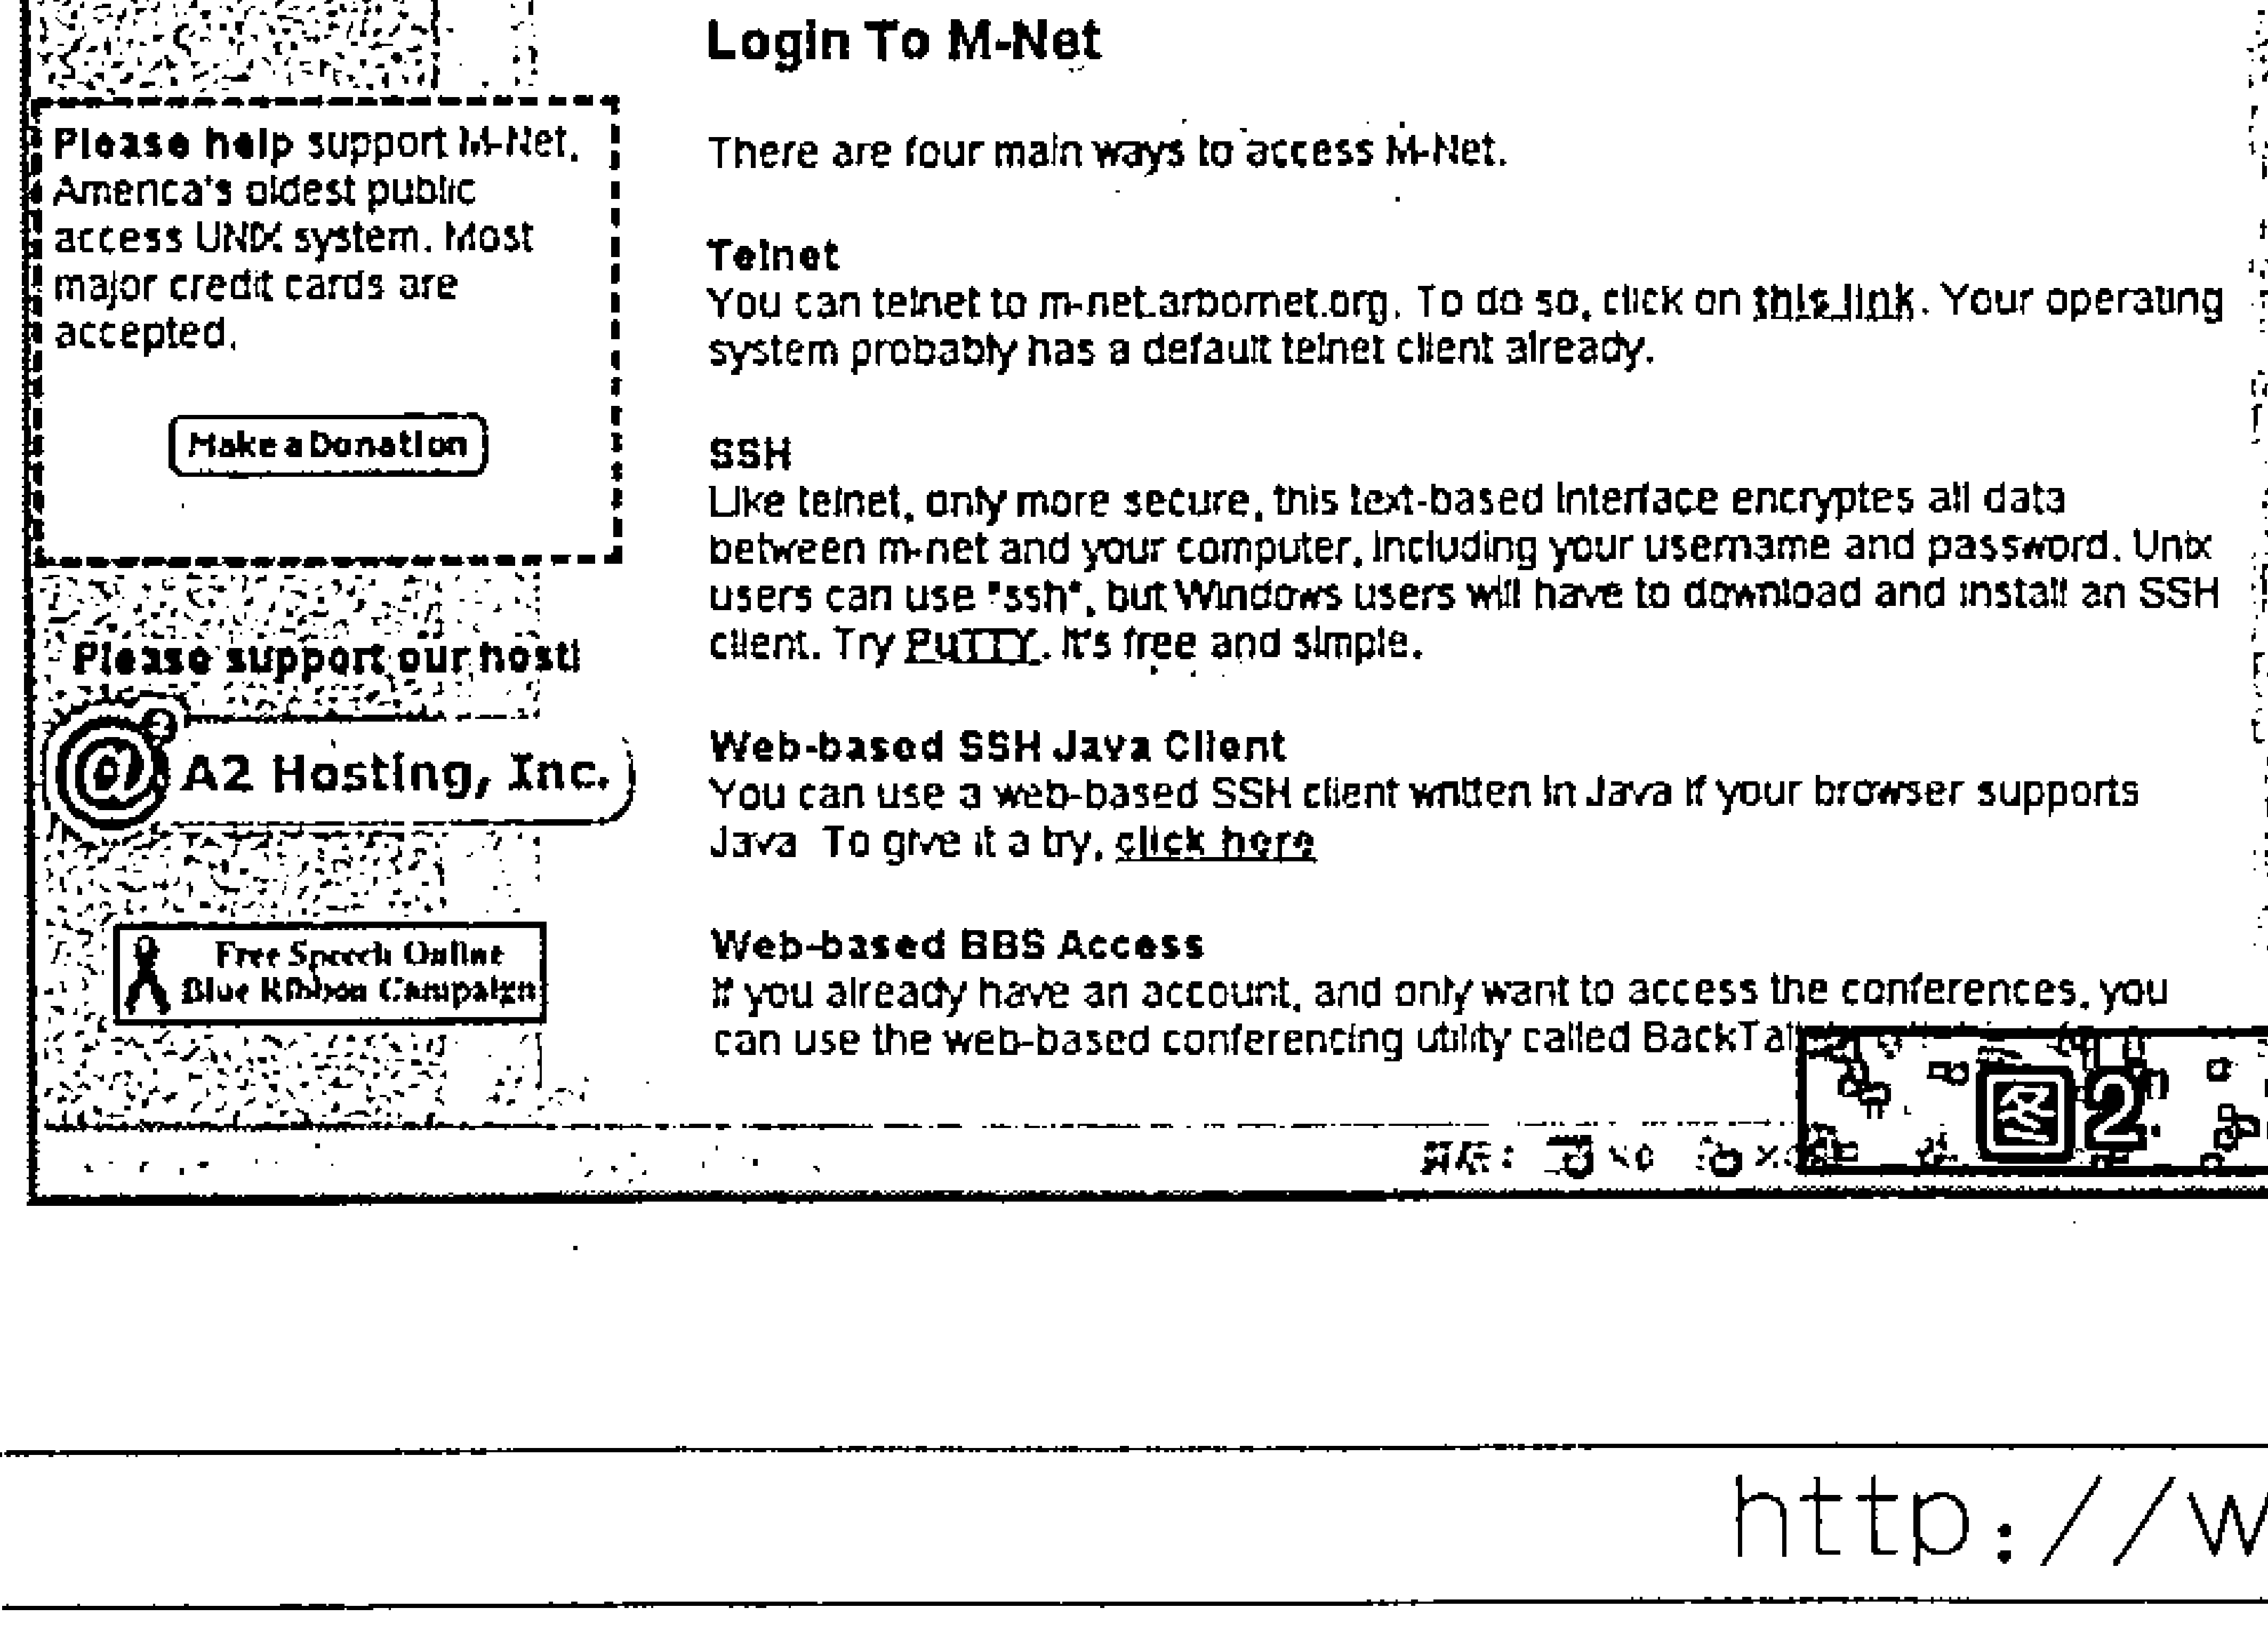 Login To M-Net
There are four main ways to access M-Net.
Telnet
You can telnet to m-net.arbornet.org. To do so, click on this link. Your operating
system probably has a default telnet client already.
SSH
Like telnet, only more secure, this text-based interface encryptes all data
between m-net and your computer, including your username and password. Unix
users can use "ssh", but Windows users will have to download and install an SSH
client. Try PuTTY. It's free and simple.
Web-based SSH Java Client
You can use a web-based SSH client written in Java if your browser supports
Java To give it a try, click here
Web-based BBS Access
If you already have an account, and only want to access the conferences, you
can use the web-based conferencing utility called BackTalk
Please help support M-Net,
America's oldest public
access UNIX system. Most
major credit cards are
accepted.
Make a Donation
Please support our host!
@ A2 Hosting, Inc.
Free Speech Online
Blue Ribbon Campaign
图2
http://w